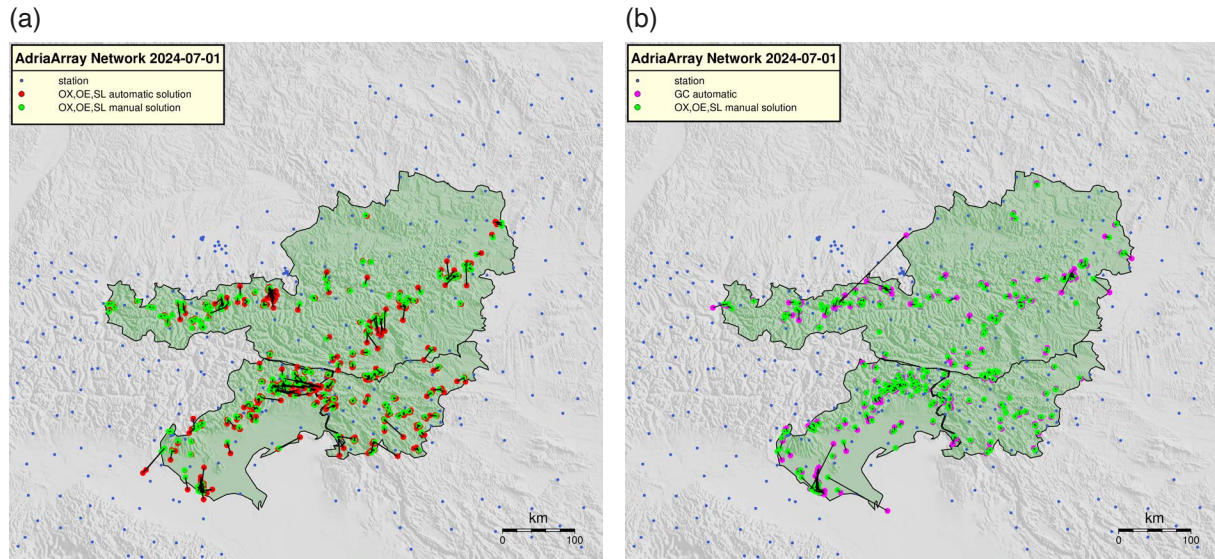 (a)
AdriaArray Network 2024-07-01
station
OX,OE,SL automatic solution
OX,OE,SL manual solution
km
0 100
(b)
AdriaArray Network 2024-07-01
station
GC automatic
OX,OE,SL manual solution
km
0 100